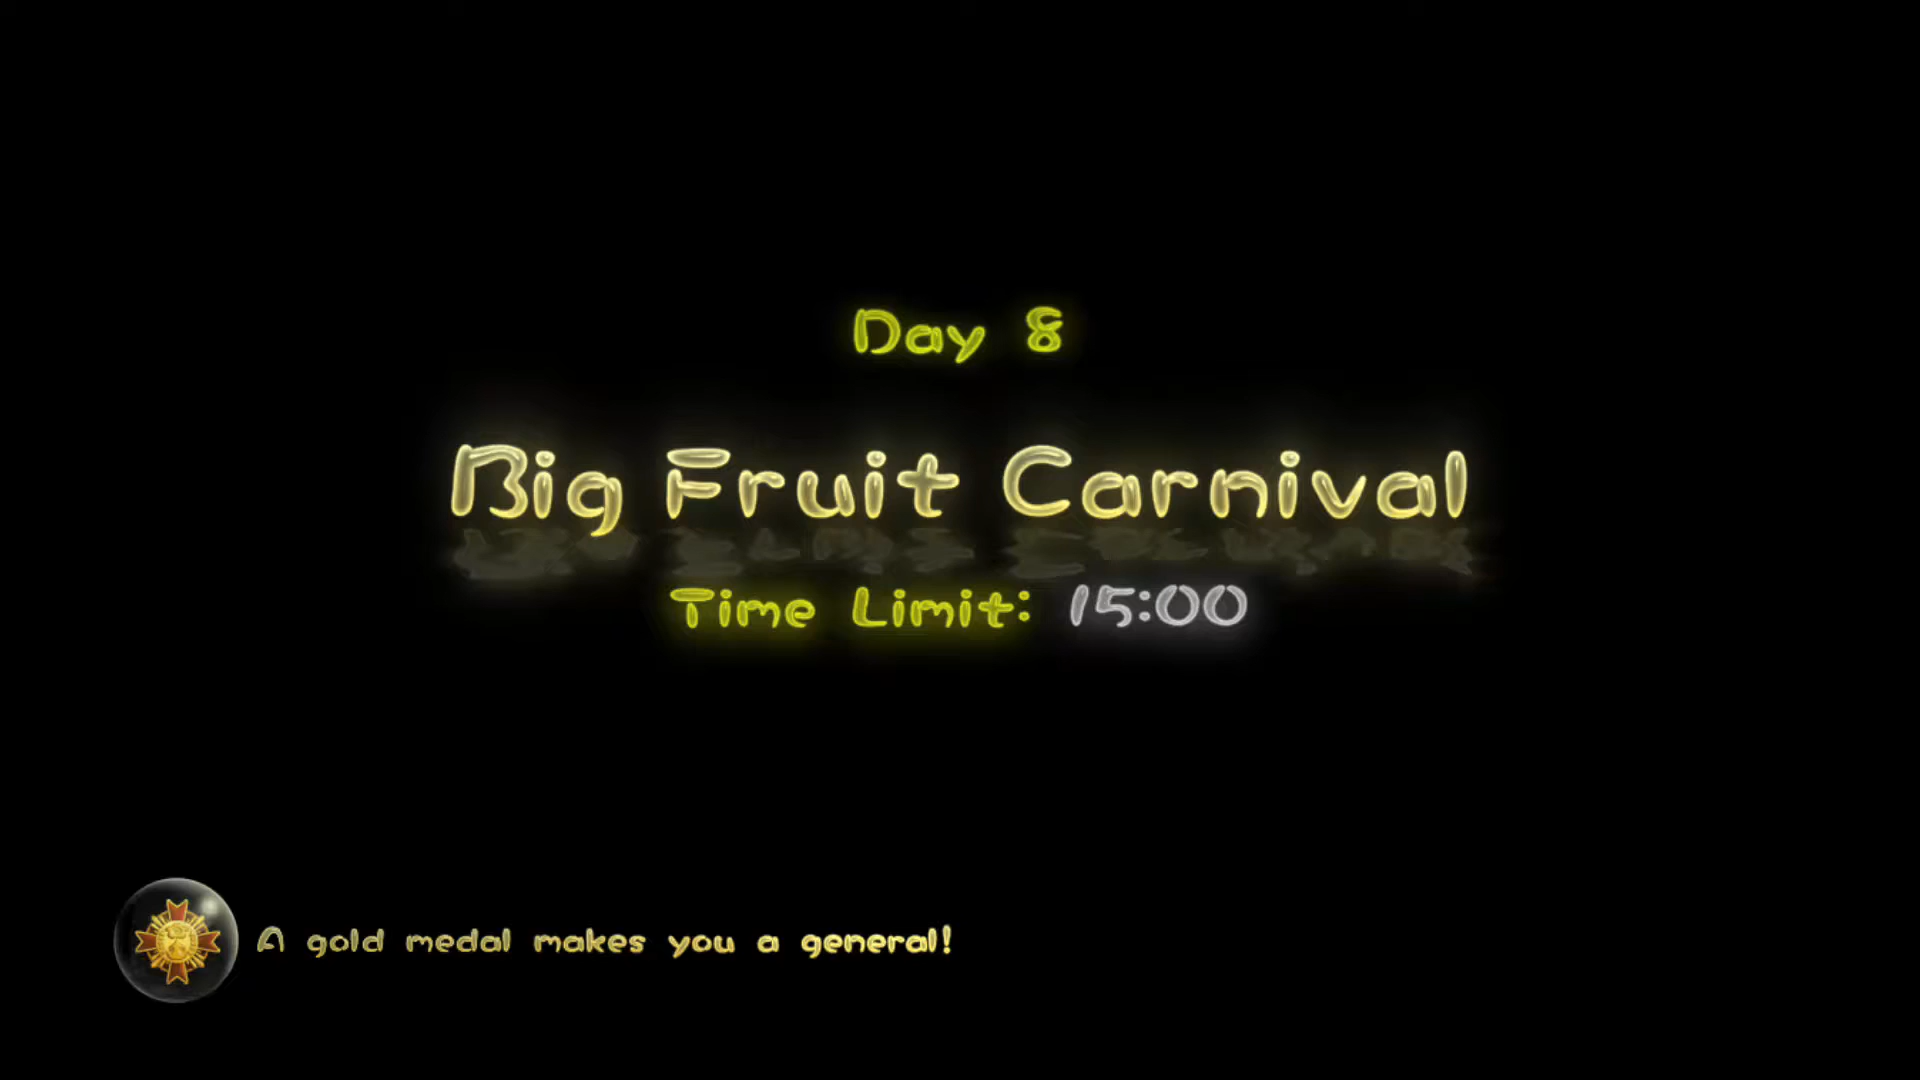 Day 8
Big Fruit Carnival
Time Limit: 15:00
A gold medal makes you a general!